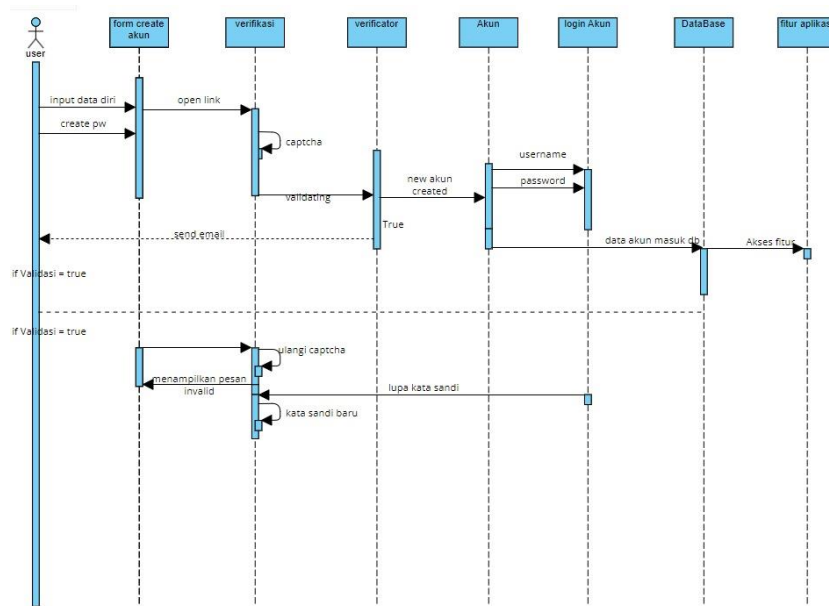 user
form create
akun
verifikasi
verificator
Akun
login Akun
DataBase
fitur aplikasi
input data diri
open link
create pw
captcha
username
new akun
created
password
validating
True
send email
data akun masuk db
Akses fitur
if Validasi = true
if Validasi = true
ulangi captcha
menampilkan pesan
invalid
lupa kata sandi
kata sandi baru